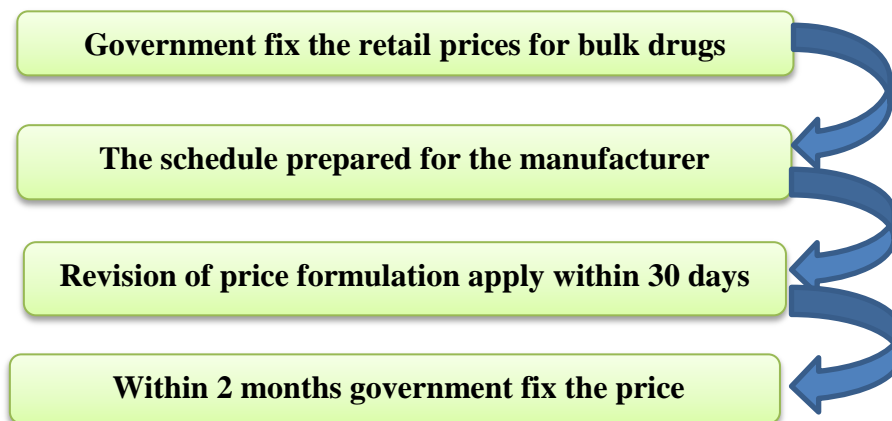 Government fix the retail prices for bulk drugs
The schedule prepared for the manufacturer
Revision of price formulation apply within 30 days
Within 2 months government fix the price